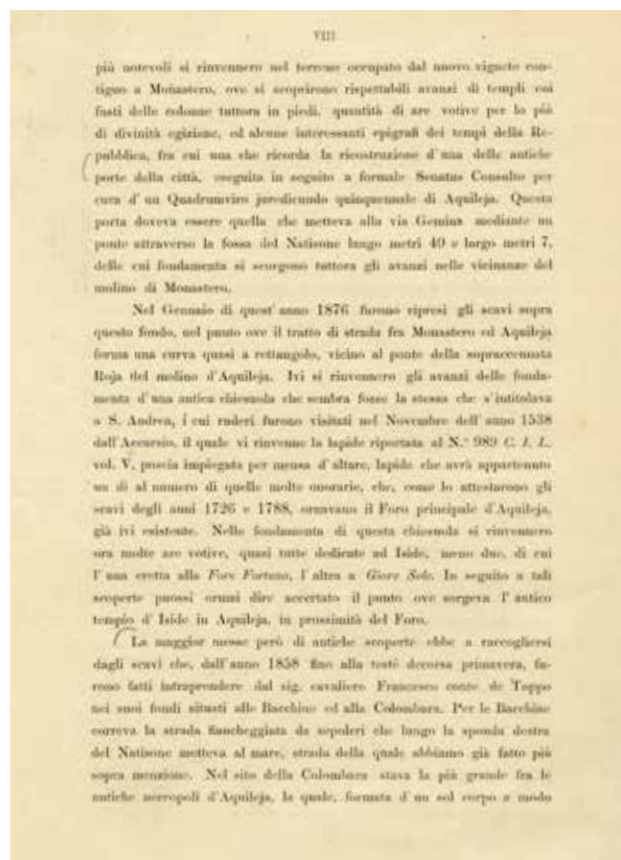 VIII
più notevoli si rinvennero nel terreno occupato dal nuovo vigneto con-
tiguo a Monastero, ove si scopirono rispettabili avanzi di templi coi
fusti delle colonne tuttora in piedi, quantità di are votive per lo più
di divinità egiziane, ed alcune interessanti epigrafi dei tempi della Re-
pubblica, fra cui una che ricorda la ricostruzione d'una delle antiche
porte della città, eseguita in seguito a formale Senatus Consulto per
cura d'un Quadrumviro juredicundo quinquennale di Aquileja. Questa
porta doveva essere quella che metteva alla via Gemina mediante un
ponte attraverso la fossa del Natisone lungo metri 40 e largo metri 7,
delle cui fondamenta si scorgono tuttora gli avanzi nelle vicinanze del
molino di Monastero.
Nel Gennaio di quest'anno 1876 furono ripresi gli scavi sopra
questo fondo, nel punto ove il tratto di strada fra Monastero ed Aquileja
forma una curva quasi a rettangolo, vicino al ponte della sopraccennata
Roja del molino d'Aquileja. Ivi si rinvennero gli avanzi delle fonda-
menta d'una antica chiesuola che sembra fosse la stessa che s'intitolava
a S. Andrea, i cui ruderi furono visitati nel Novembre dell'anno 1538
dall'Accursio, il quale vi rinvenne la lapide riportata al N.° 989 C. I. L.
vol. V, poscia impiegata per mensa d'altare, lapide che avrà appartenuto
un dì al numero di quelle molte onorarie, che, come lo attestarono gli
scavi degli anni 1726 e 1788, ornavano il Foro principale d'Aquileja,
già ivi esistente. Nelle fondamenta di questa chiesuola si rinvennero
ora molte are votive, quasi tutte dedicate ad Iside, meno due, di cui
l'una eretta alla Fors Fortuna, l'altra a Giove Sole. In seguito a tali
scoperte puossi ormai dire accertato il punto ove sorgeva l'antico
tempio d'Iside in Aquileja, in prossimità del Foro.
La maggior messe però di antiche scoperte ebbe a raccogliersi
dagli scavi che, dall'anno 1858 fino alla testè decorsa primavera, fu-
rono fatti intraprendere dal sig. cavaliere Francesco conte de Toppo
nei suoi fondi situati alle Bacchine ed alla Colombara. Per le Bacchine
correva la strada fiancheggiata da sepolcri che lungo la sponda destra
del Natisone metteva al mare, strada della quale abbiamo già fatto più
sopra menzione. Nel sito della Colombara stava la più grande fra le
antiche necropoli d'Aquileja, la quale, formata d'un sol corpo a modo